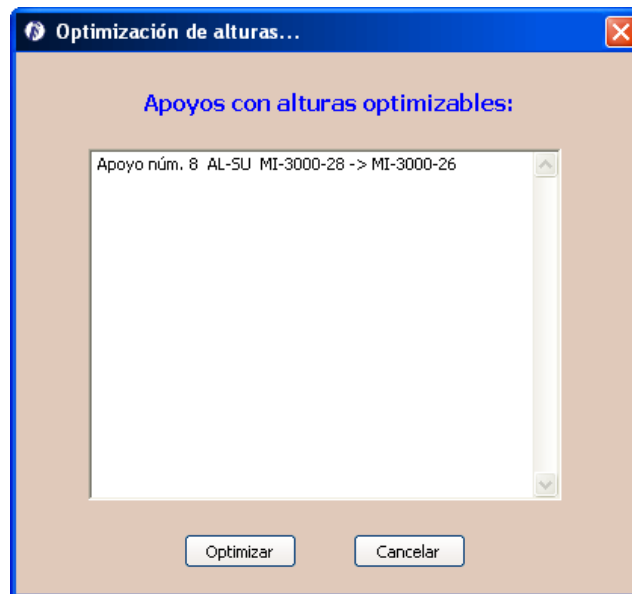 Optimización de alturas...
Apoyos con alturas optimizables:
Apoyo núm. 8 AL-SU MI-3000-28 -> MI-3000-26
Optimizar Cancelar